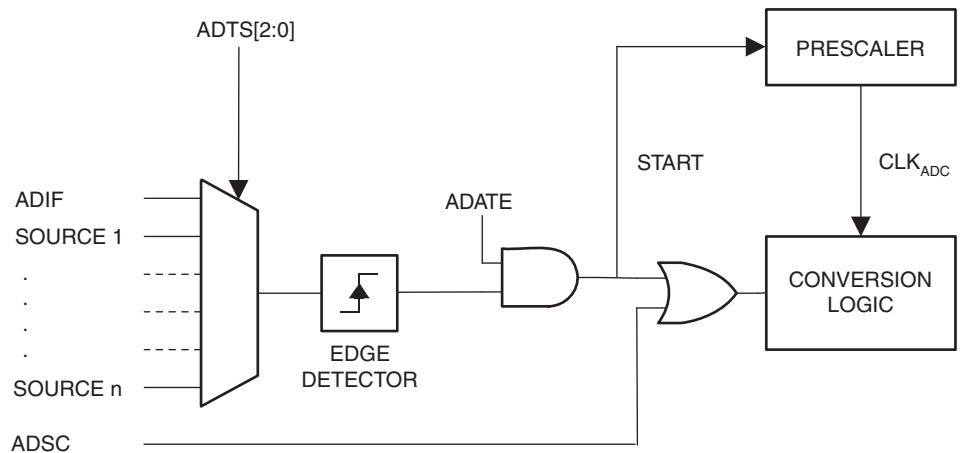 ADTS[2:0]
PRESCALER
START
CLKADC
ADIF
SOURCE 1
.
.
.
.
SOURCE n
ADSC
ADATE
EDGE
DETECTOR
CONVERSION
LOGIC